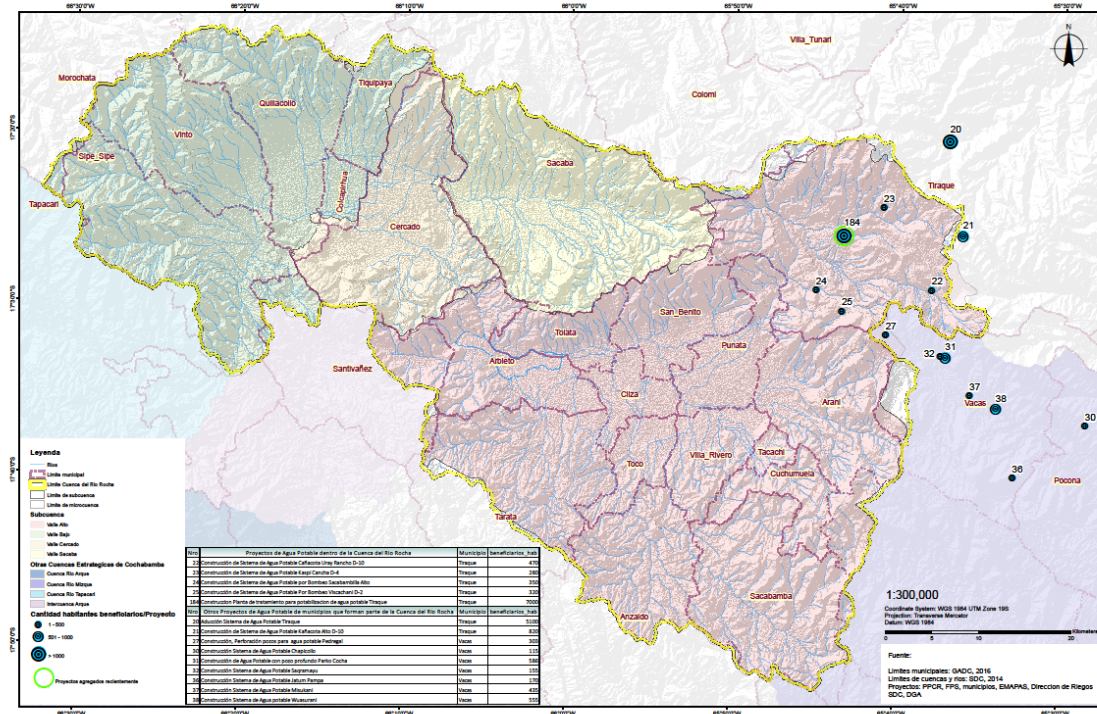 66°30'0"W 66°20'0"W 66°10'0"W 66°0'0"W 65°50'0"W 65°40'0"W 65°30'0"W
N
Villa_Tunari
Colomi
Morochata
Tiquipaya
Quillacollo
17°20'0"S
Vinto
20
Sipe_Sipe
Sacaba
Colcapirhua
Tiraque
Tapacari
23
Cercado
184
21
24
22
25
San_Benito
27
Tolata
Punata
31
32
Arbieto
Santivañez
Cliza
37
Vacas
38
Arani
30
Villa_Rivero
Tacachi
Toco
Cuchumuela
36
Pocona
Tarata
Sacabamba
Anzaldo
Leyenda
Rios
Limite municipal
Limite Cuenca del Rio Rocha
Limite de subcuenca
Limite de microcuenca
Subcuenca
Valle Alto
Valle Bajo
Valle Cercado
Valle Sacaba
Otras Cuencas Estrategicas de Cochabamba
Cuenca Rio Arque
Cuenca Rio Mizque
Cuenca Rio Tapacari
Intercuenca Arque
Cantidad habitantes beneficiarios/Proyecto
1 - 500
501 - 1000
> 1000
Proyectos agregados recientemente
Nro Proyectos de Agua Potable dentro de la Cuenca del Rio Rocha Municipio beneficiarios_hab
22 Construcción de Sistema de Agua Potable Cañacota Uray Rancho D-10 Tiraque 470
23 Construcción de Sistema de Agua Potable Kaspi Cancha D-4 Tiraque 260
24 Construcción de Sistema de Agua Potable por Bombeo Sacabambilla Alto Tiraque 350
25 Construcción de Sistema de Agua Potable Por Bombeo Viscachani D-2 Tiraque 330
184 Construccion Planta de tratamiento para potabilizacion de agua potable Tiraque Tiraque 7000
Nro Otros Proyectos de Agua Potable de municipios que forman parte de la Cuenca del Rio Rocha Municipio beneficiarios_hab
20 Aducción Sistema de Agua Potable Tiraque Tiraque 5100
21 Construcción de Sistema de Agua Potable Kañacota Alto D-10 Tiraque 820
27 Construcción, Perforación pozos para agua potable Pedregal Vacas 303
30 Construcción Sistema de Agua Potable Chapicollo Vacas 115
31 Construcción de Agua Potable con pozo profundo Parko Cocha Vacas 580
32 Construcción Sistema de Agua Potable Saqramayu Vacas 155
36 Construcción Sistema de Agua Potable Jatum Pampa Vacas 170
37 Construcción Sistema de Agua potable Misukani Vacas 435
38 Construcción Sistema de Agua potable Wuasurani Vacas 555
1:300,000
Coordinate System: WGS 1984 UTM Zone 19S
Projection: Transverse Mercator
Datum: WGS 1984
5 0 10 20
Kilometers
Fuente:
Limites municipales: GADC, 2016
Límites de cuencas y rios: SDC, 2014
Proyectos: PPCR, FPS, municipios, EMAPAS, Direccion de Riegos
SDC, DGA